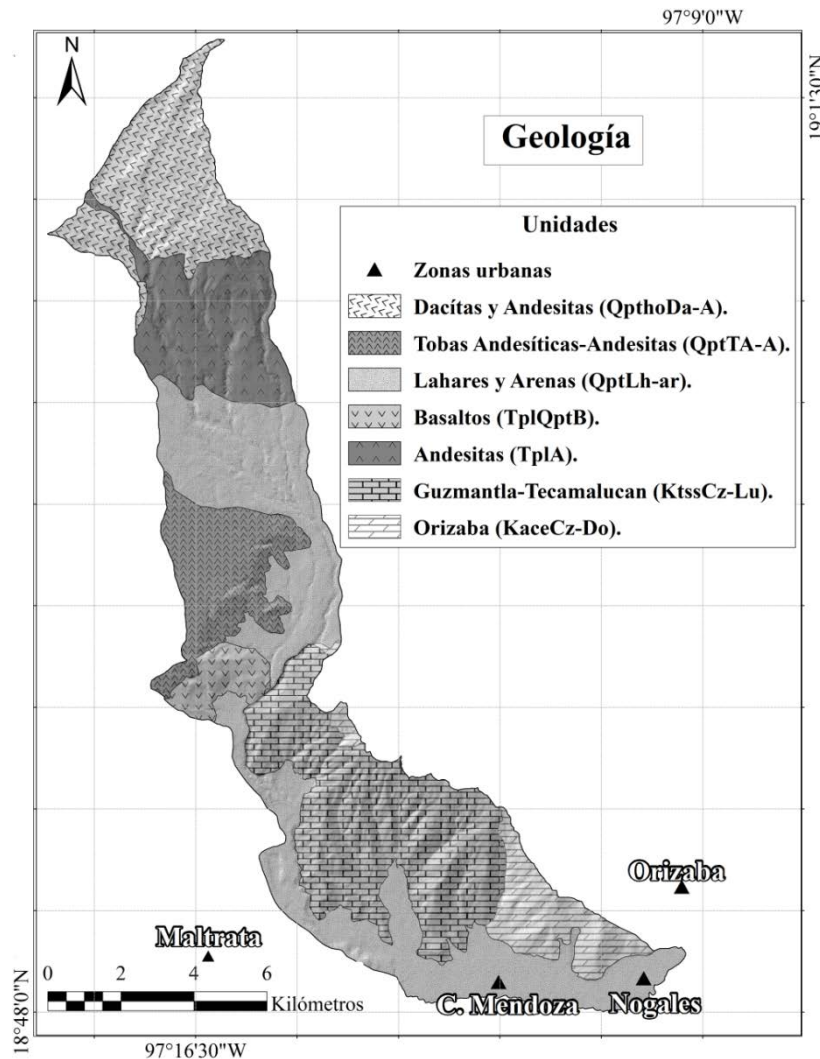 97°9'0"W
N
19°1'30"N
Geología
Unidades
Zonas urbanas
Dacítas y Andesitas (QpthoDa-A).
Tobas Andesíticas-Andesitas (QptTA-A).
Lahares y Arenas (QptLh-ar).
Basaltos (TplQptB).
Andesitas (TplA).
Guzmantla-Tecamalucan (KtssCz-Lu).
Orizaba (KaceCz-Do).
Orizaba
Maltrata
0 2 4 6
Kilómetros
C. Mendoza
Nogales
18°48'0"N
97°16'30"W